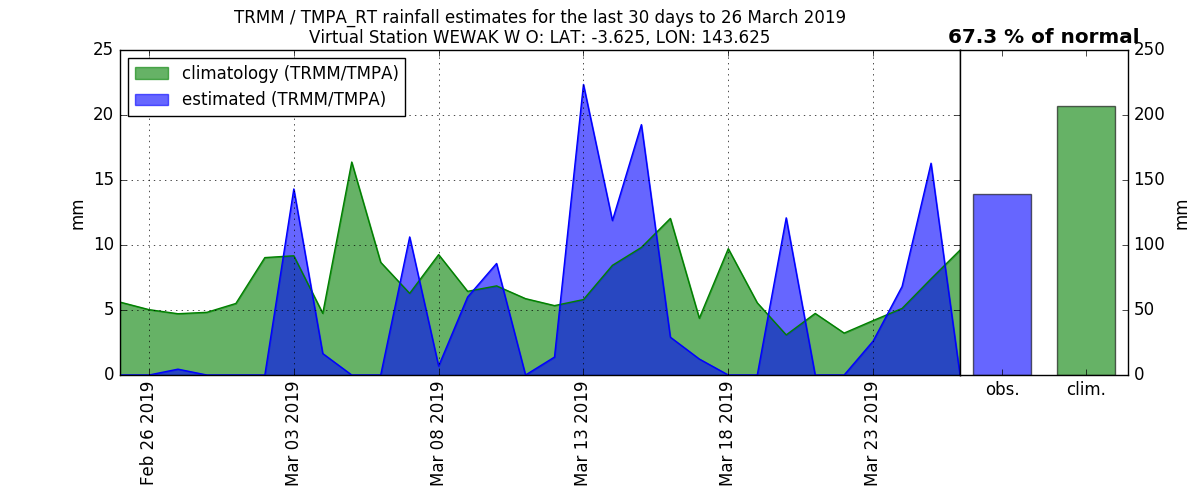 TRMM / TMPA_RT rainfall estimates for the last 30 days to 26 March 2019
Virtual Station WEWAK W O: LAT: -3.625, LON: 143.625
67.3 % of normal
climatology (TRMM/TMPA)
estimated (TRMM/TMPA)
25
20
15
10
5
0
mm
Feb 26 2019
Mar 03 2019
Mar 08 2019
Mar 13 2019
Mar 18 2019
Mar 23 2019
obs.
clim.
250
200
150
100
50
0
mm